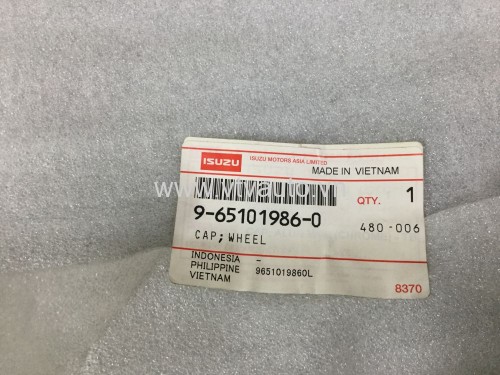 ISUZU
ISUZU MOTORS ASIA LIMITED
MADE IN VIETNAM
QTY. 1
9-65101986-0
480-006
CAP; WHEEL
INDONESIA -
PHILIPPINE 9651019860L
VIETNAM
8370